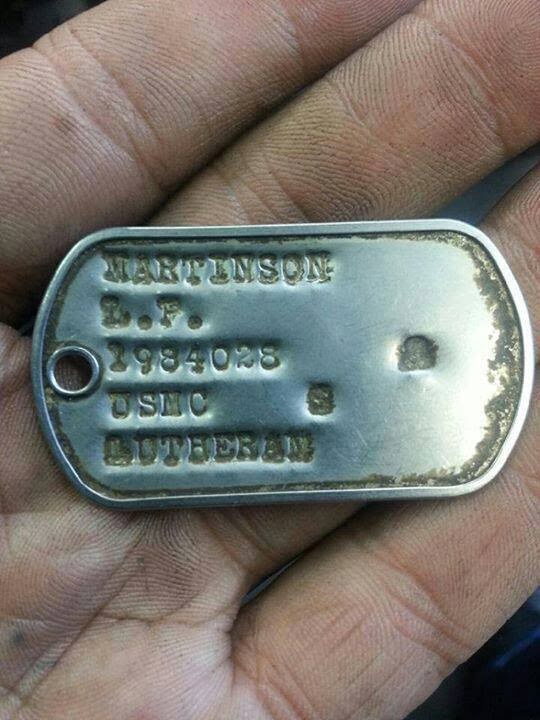 MARTINSON
L.P.
1984028
USMC S
LUTHERAN